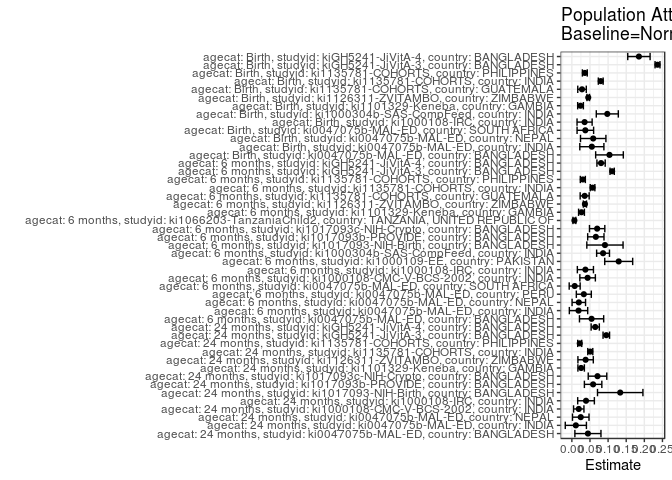 Population Att
Baseline=Norr
agecat: Birth, studyid: kiGH5241-JiVitA-4, country: BANGLADESH
agecat: Birth, studyid: kiGH5241-JiVitA-3, country: BANGLADESH
agecat: Birth, studyid: ki1135781-COHORTS, country: PHILIPPINES
agecat: Birth, studyid: ki1135781-COHORTS, country: INDIA
agecat: Birth, studyid: ki1135781-COHORTS, country: GUATEMALA
agecat: Birth, studyid: ki1126311-ZVITAMBO, country: ZIMBABWE
agecat: Birth, studyid: ki1101329-Keneba, country: GAMBIA
agecat: Birth, studyid: ki1000304b-SAS-CompFeed, country: INDIA
agecat: Birth, studyid: ki1000108-IRC, country: INDIA
agecat: Birth, studyid: ki0047075b-MAL-ED, country: SOUTH AFRICA
agecat: Birth, studyid: ki0047075b-MAL-ED, country: NEPAL
agecat: Birth, studyid: ki0047075b-MAL-ED, country: INDIA
agecat: Birth, studyid: ki0047075b-MAL-ED, country: BANGLADESH
agecat: 6 months, studyid: kiGH5241-JiVitA-4, country: BANGLADESH
agecat: 6 months, studyid: kiGH5241-JiVitA-3, country: BANGLADESH
agecat: 6 months, studyid: ki1135781-COHORTS, country: PHILIPPINES
agecat: 6 months, studyid: ki1135781-COHORTS, country: INDIA
agecat: 6 months, studyid: ki1135781-COHORTS, country: GUATEMALA
agecat: 6 months, studyid: ki1126311-ZVITAMBO, country: ZIMBABWE
agecat: 6 months, studyid: ki1101329-Keneba, country: GAMBIA
agecat: 6 months, studyid: ki1066203-TanzaniaChild2, country: TANZANIA, UNITED REPUBLIC OF
agecat: 6 months, studyid: ki1017093c-NIH-Crypto, country: BANGLADESH
agecat: 6 months, studyid: ki1017093b-PROVIDE, country: BANGLADESH
agecat: 6 months, studyid: ki1017093-NIH-Birth, country: BANGLADESH
agecat: 6 months, studyid: ki1000304b-SAS-CompFeed, country: INDIA
agecat: 6 months, studyid: ki1000109-EE, country: PAKISTAN
agecat: 6 months, studyid: ki1000108-IRC, country: INDIA
agecat: 6 months, studyid: ki1000108-CMC-V-BCS-2002, country: INDIA
agecat: 6 months, studyid: ki0047075b-MAL-ED, country: SOUTH AFRICA
agecat: 6 months, studyid: ki0047075b-MAL-ED, country: PERU
agecat: 6 months, studyid: ki0047075b-MAL-ED, country: NEPAL
agecat: 6 months, studyid: ki0047075b-MAL-ED, country: INDIA
agecat: 6 months, studyid: ki0047075b-MAL-ED, country: BANGLADESH
agecat: 24 months, studyid: kiGH5241-JiVitA-4, country: BANGLADESH
agecat: 24 months, studyid: kiGH5241-JiVitA-3, country: BANGLADESH
agecat: 24 months, studyid: ki1135781-COHORTS, country: PHILIPPINES
agecat: 24 months, studyid: ki1135781-COHORTS, country: INDIA
agecat: 24 months, studyid: ki1126311-ZVITAMBO, country: ZIMBABWE
agecat: 24 months, studyid: ki1101329-Keneba, country: GAMBIA
agecat: 24 months, studyid: ki1017093c-NIH-Crypto, country: BANGLADESH
agecat: 24 months, studyid: ki1017093b-PROVIDE, country: BANGLADESH
agecat: 24 months, studyid: ki1017093-NIH-Birth, country: BANGLADESH
agecat: 24 months, studyid: ki1000108-IRC, country: INDIA
agecat: 24 months, studyid: ki1000108-CMC-V-BCS-2002, country: INDIA
agecat: 24 months, studyid: ki0047075b-MAL-ED, country: NEPAL
agecat: 24 months, studyid: ki0047075b-MAL-ED, country: INDIA
agecat: 24 months, studyid: ki0047075b-MAL-ED, country: BANGLADESH
0.00 0.05 0.10 0.15 0.20 0.25
Estimate